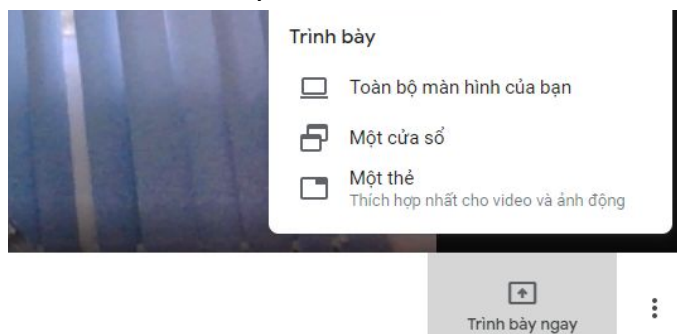 Trình bày
Toàn bộ màn hình của bạn
Một cửa sổ
Một thẻ
Thích hợp nhất cho video và ảnh động
Trình bày ngay